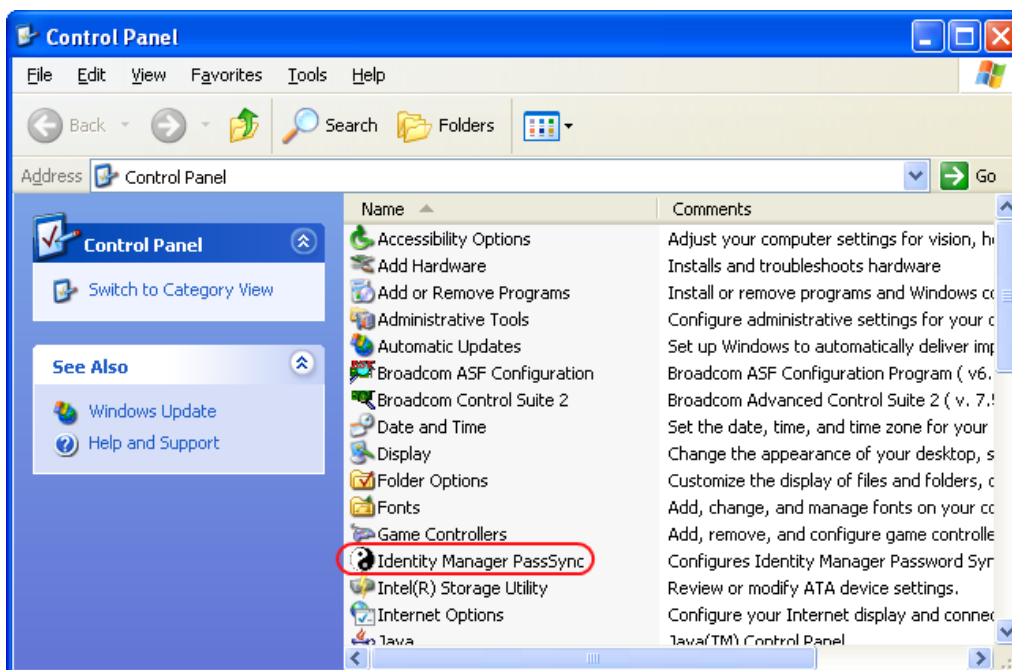 Control Panel
File Edit View Favorites Tools Help
Back Search Folders
Address Control Panel Go
Control Panel
Switch to Category View
See Also
Windows Update
Help and Support
Name Comments
Accessibility Options Adjust your computer settings for vision,
Add Hardware Installs and troubleshoots hardware
Add or Remove Programs Install or remove programs and Windows
Administrative Tools Configure administrative settings for your
Automatic Updates Set up Windows to automatically deliver
Broadcom ASF Configuration Broadcom ASF Configuration Program ( v6.
Broadcom Control Suite 2 Broadcom Advanced Control Suite 2 ( v. 7.
Date and Time Set the date, time, and time zone for your
Display Change the appearance of your desktop,
Folder Options Customize the display of files and folders,
Fonts Add, change, and manage fonts on your
Game Controllers Add, remove, and configure game
Identity Manager PassSync Configures Identity Manager Password
Intel(R) Storage Utility Review or modify ATA device settings.
Internet Options Configure your Internet display and
Java Java(TM) Control Panel